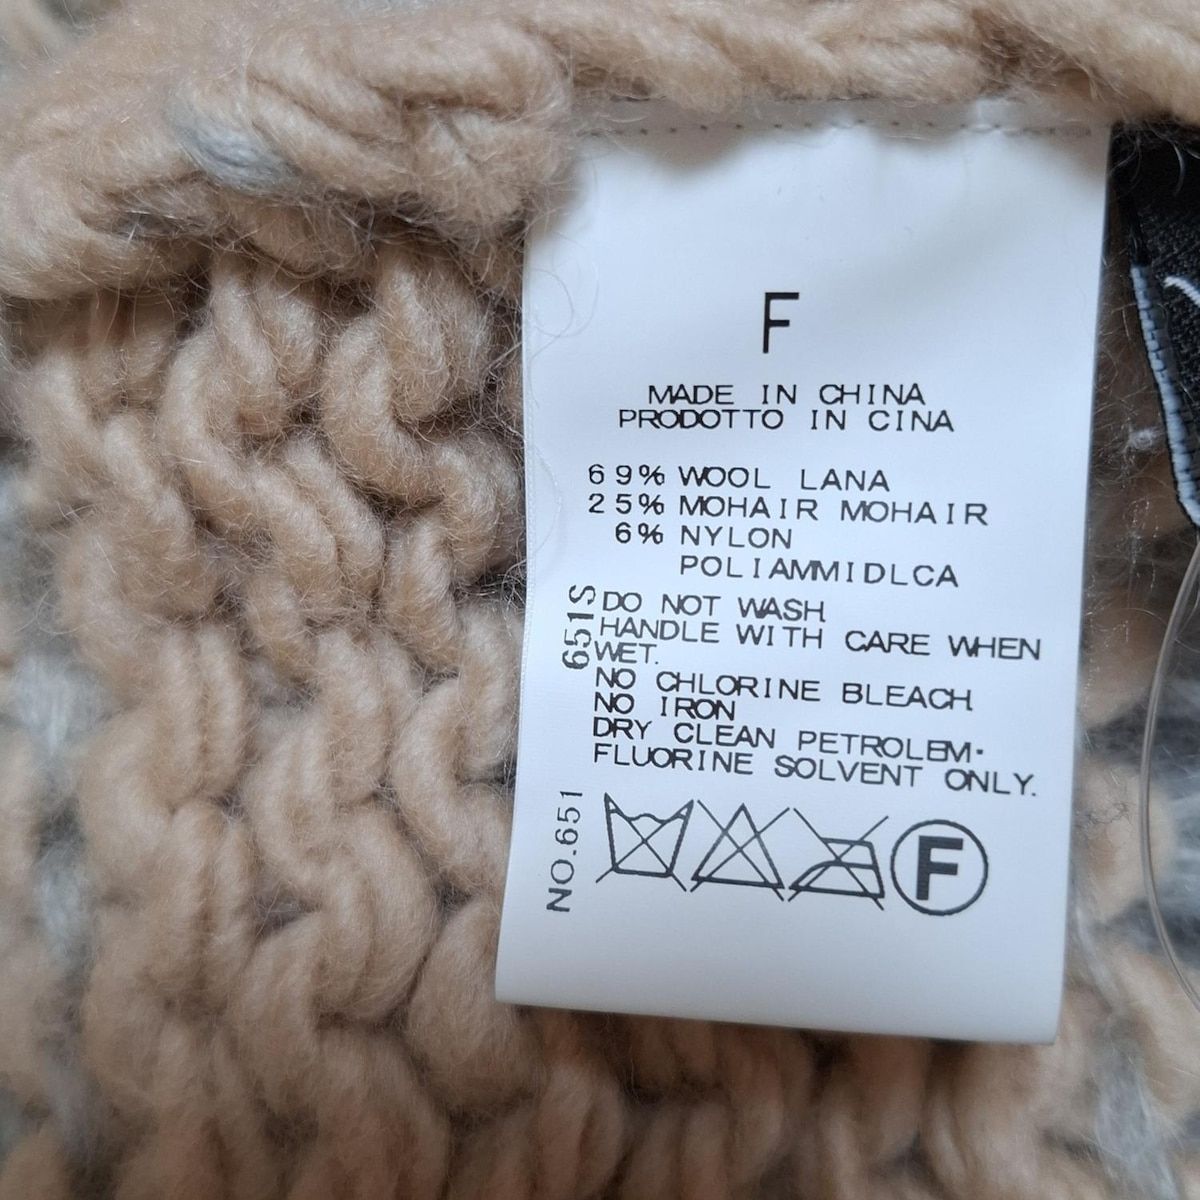 F
MADE IN CHINA
PRODOTTO IN CINA
69% WOOL LANA
25% MOHAIR MOHAIR
6% NYLON
POLIAMMIDLCA
651S
DO NOT WASH
HANDLE WITH CARE WHEN
WET.
NO CHLORINE BLEACH
NO IRON
DRY CLEAN PETROLEM·
FLUORINE SOLVENT ONLY.
NO.651
F